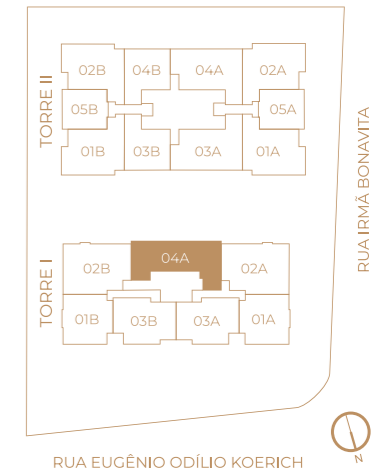 TORRE II
02B 04B 04A 02A
05B 05A
01B 03B 03A 01A
RUA IRMÃ BONAVITA
TORRE I
04A
02B 02A
01B 03B 03A 01A
N
RUA EUGÊNIO ODÍLIO KOERICH